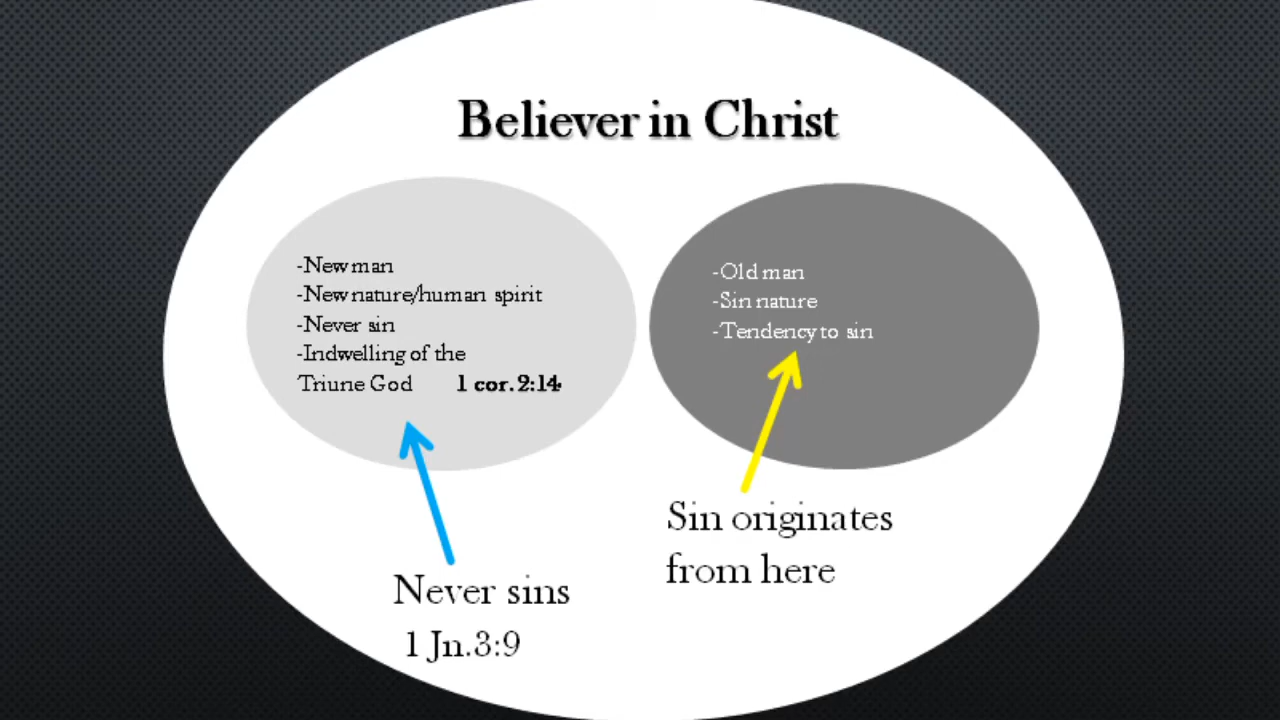 Believer in Christ
-New man
-New nature/human spirit
-Never sin
-Indwelling of the
Triune God 1 cor. 2:14
-Old man
-Sin nature
-Tendency to sin
Sin originates
from here
Never sins
1 Jn.3:9